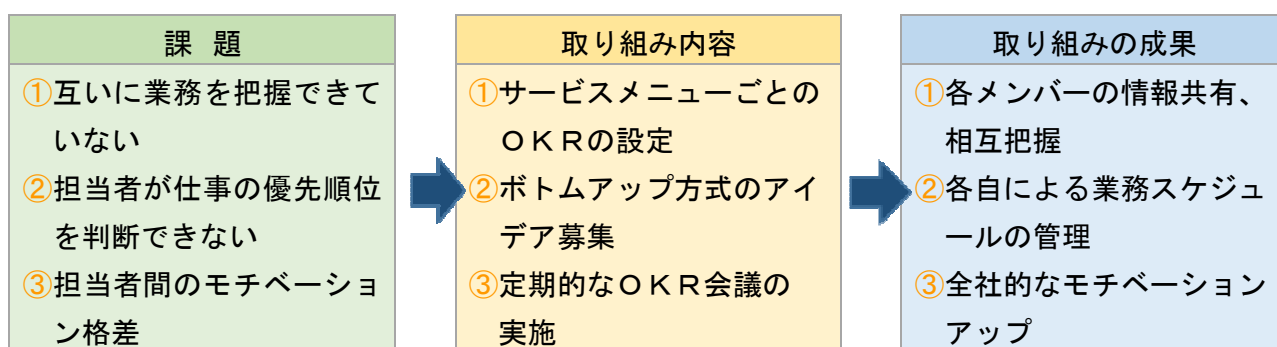 課 題
①互いに業務を把握できて
いない
②担当者が仕事の優先順位
を判断できない
③担当者間のモチベーショ
ン格差
取り組み内容
①サービスメニューごとの
ＯＫＲの設定
②ボトムアップ方式のアイ
デア募集
③定期的なＯＫＲ会議の
実施
取り組みの成果
①各メンバーの情報共有、
相互把握
②各自による業務スケジュ
ールの管理
③全社的なモチベーション
アップ